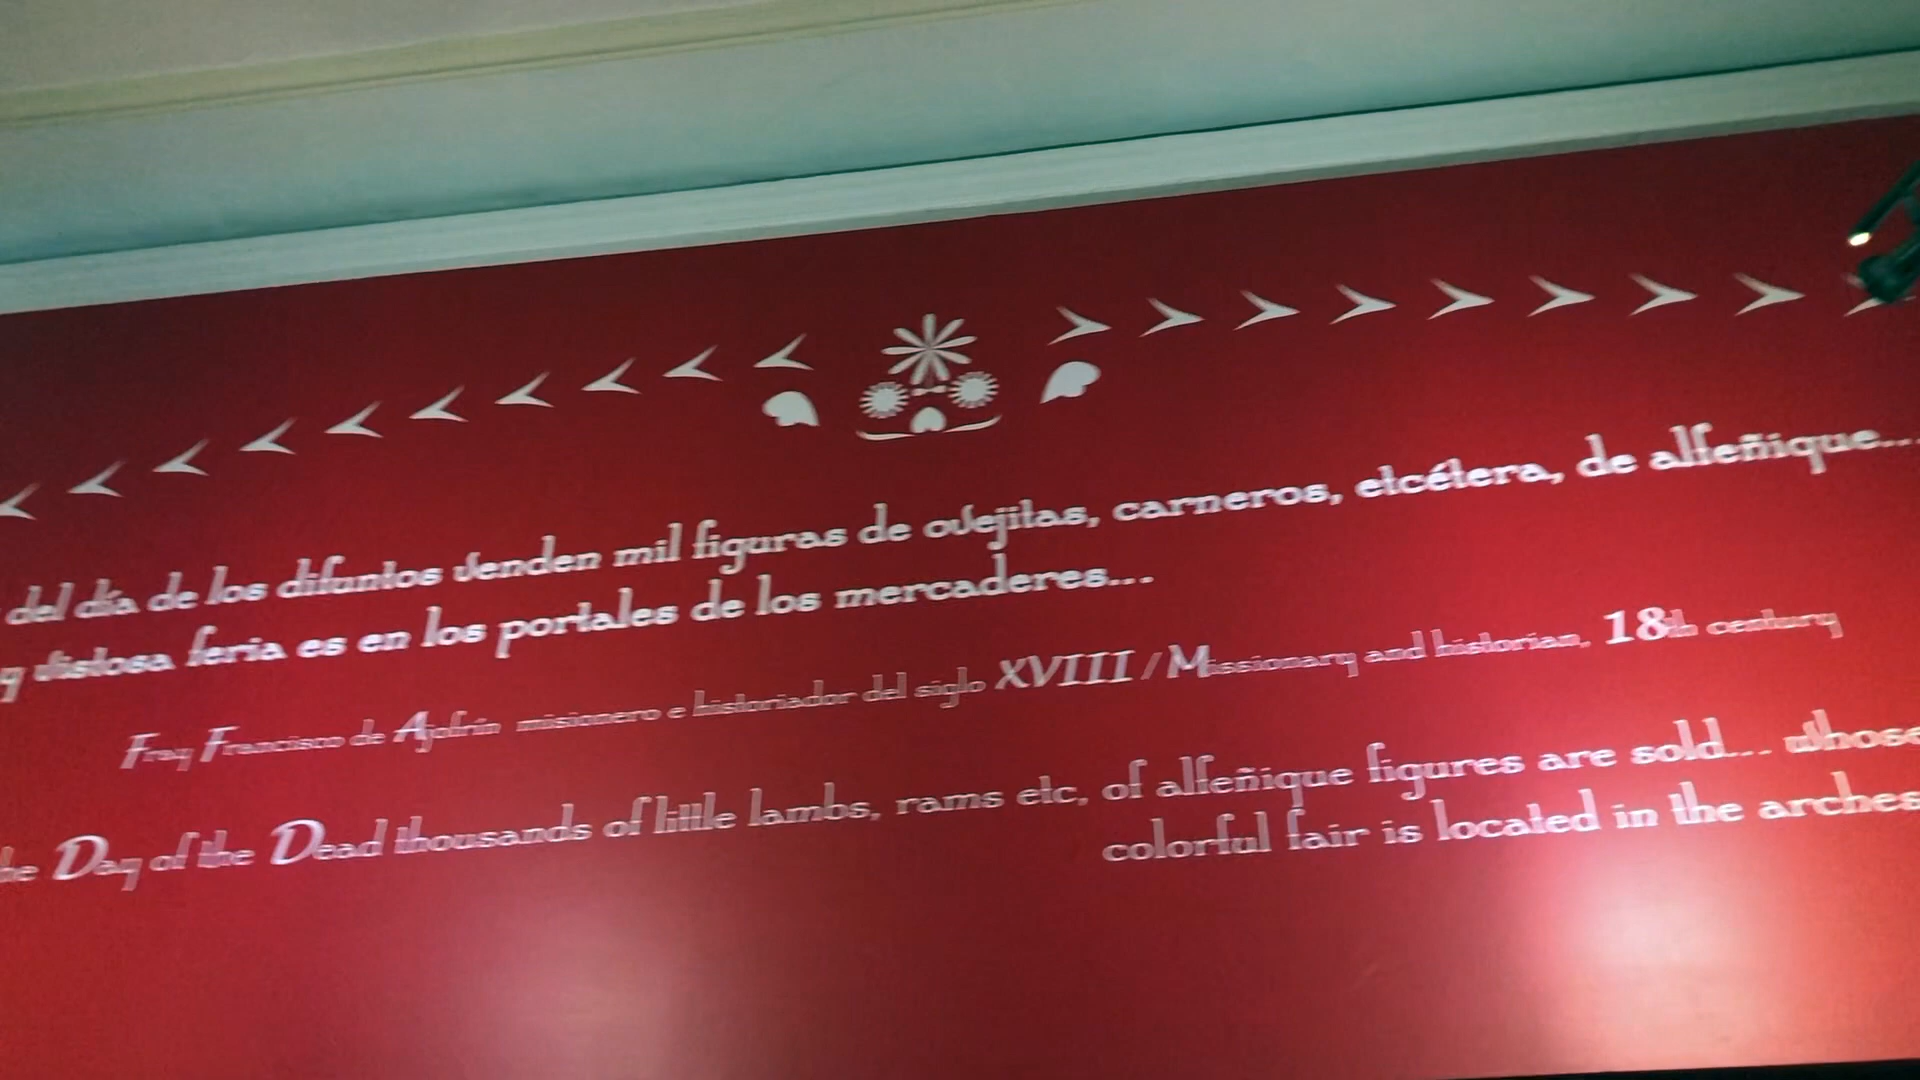 del día de los difuntos venden mil figuras de ovejitas, carneros, etcétera, de alfeñique...
y vistosa feria es en los portales de los mercaderes...
Fray Francisco de Ajofrín misionero e historiador del siglo XVIII / Missionary and historian, 18th century
the Day of the Dead thousands of little lambs, rams etc, of alfeñique figures are sold... whose
colorful fair is located in the arches